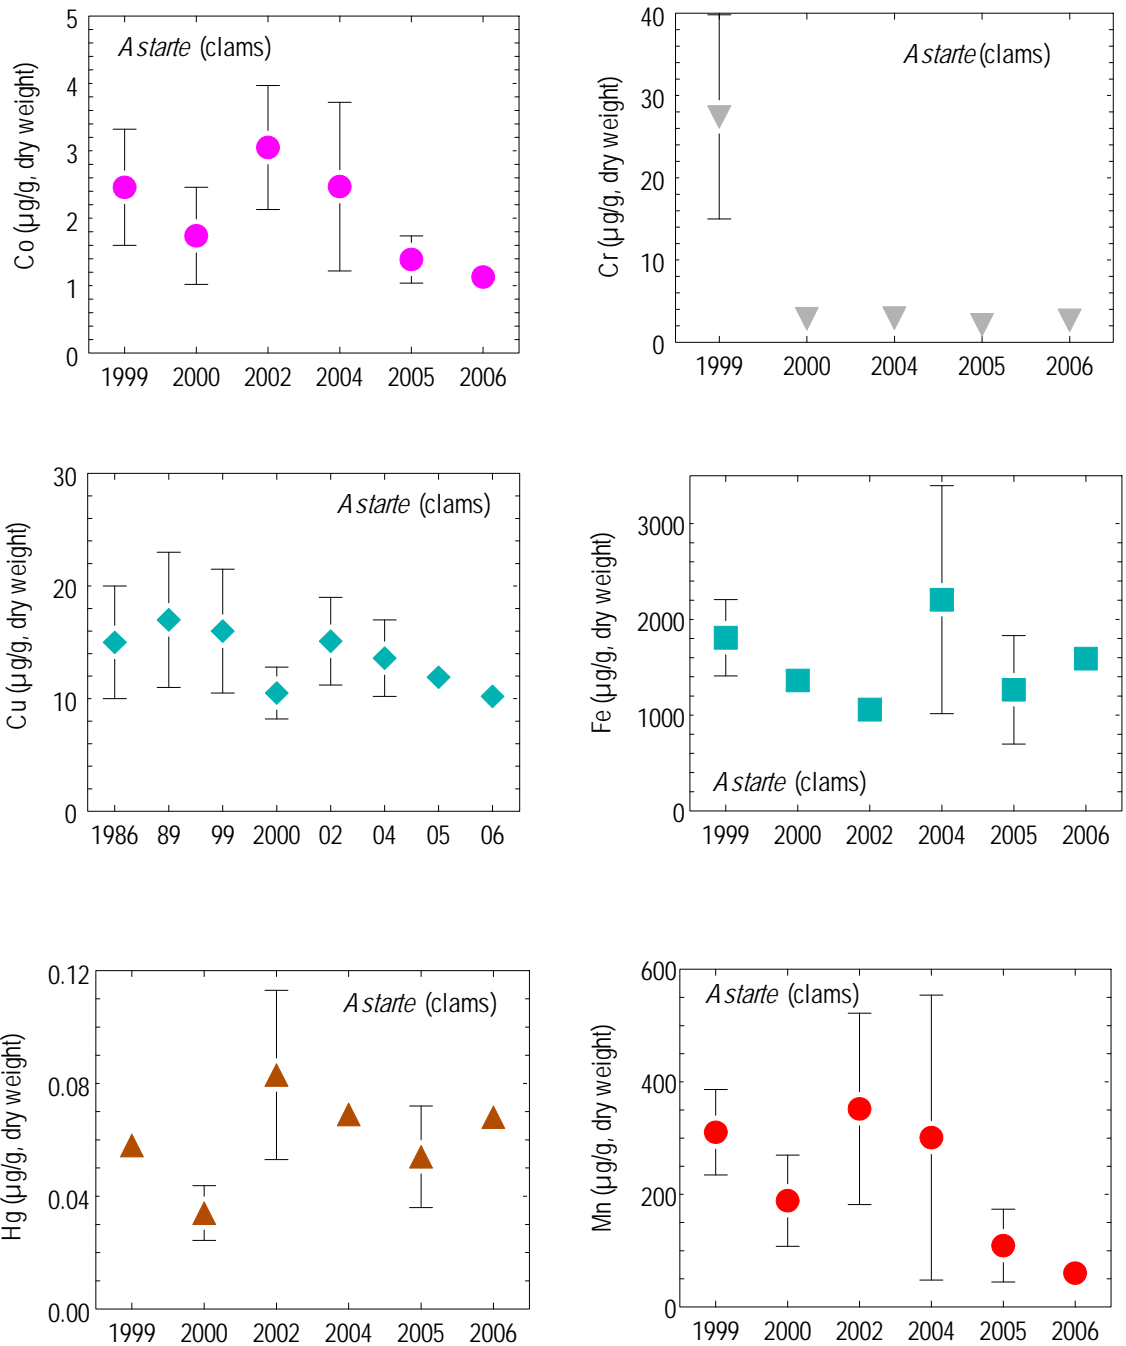 Astarte (clams)
Co (µg/g, dry weight)
5
4
3
2
1
0
1999 2000 2002 2004 2005 2006
Astarte (clams)
Cr (µg/g, dry weight)
40
30
20
10
0
1999 2000 2004 2005 2006
Astarte (clams)
Cu (µg/g, dry weight)
30
20
10
0
1986 89 99 2000 02 04 05 06
Fe (µg/g, dry weight)
3000
2000
1000
0
Astarte (clams)
1999 2000 2002 2004 2005 2006
Astarte (clams)
Hg (µg/g, dry weight)
0.12
0.08
0.04
0.00
1999 2000 2002 2004 2005 2006
Astarte (clams)
Mn (µg/g, dry weight)
600
400
200
0
1999 2000 2002 2004 2005 2006